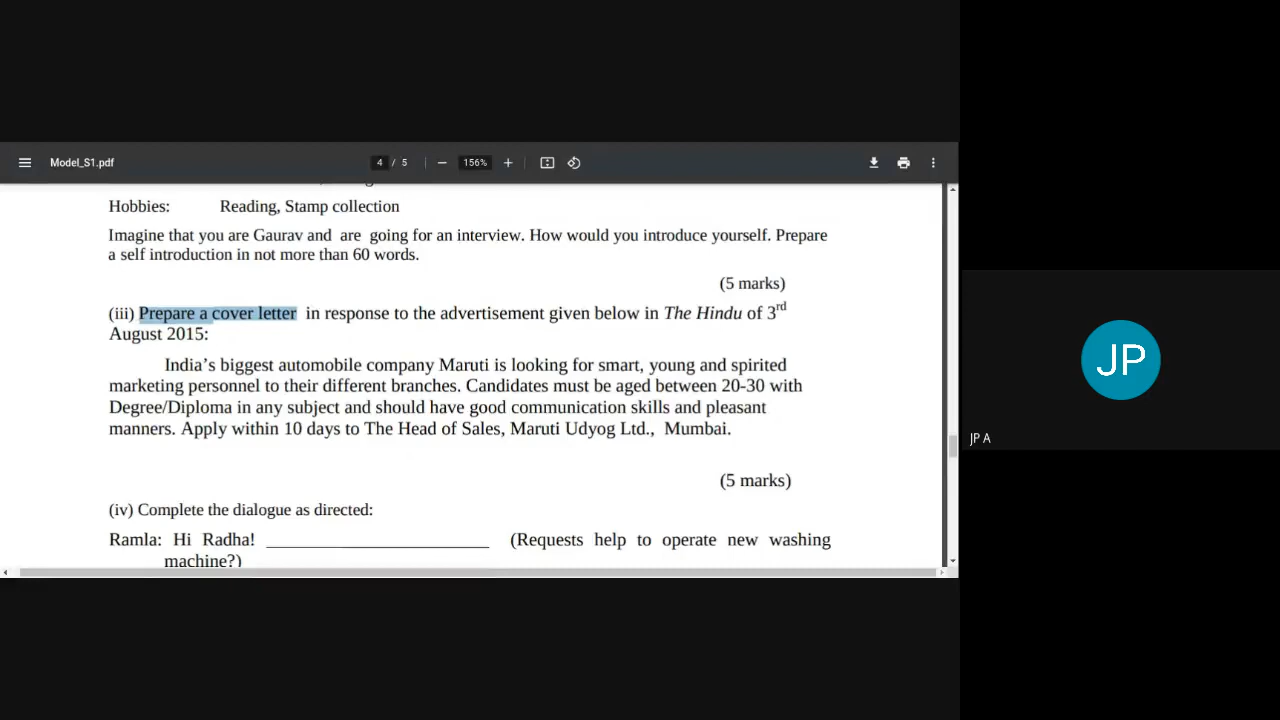 Model_S1.pdf
4 / 5
156%
Hobbies: Reading, Stamp collection
Imagine that you are Gaurav and are going for an interview. How would you introduce yourself. Prepare
a self introduction in not more than 60 words.
(5 marks)
(iii) Prepare a cover letter in response to the advertisement given below in The Hindu of 3rd
August 2015:
India's biggest automobile company Maruti is looking for smart, young and spirited
marketing personnel to their different branches. Candidates must be aged between 20-30 with
Degree/Diploma in any subject and should have good communication skills and pleasant
manners. Apply within 10 days to The Head of Sales, Maruti Udyog Ltd., Mumbai.
(5 marks)
(iv) Complete the dialogue as directed:
Ramla: Hi Radha! ________________________ (Requests help to operate new washing
machine?)
JP
JP A